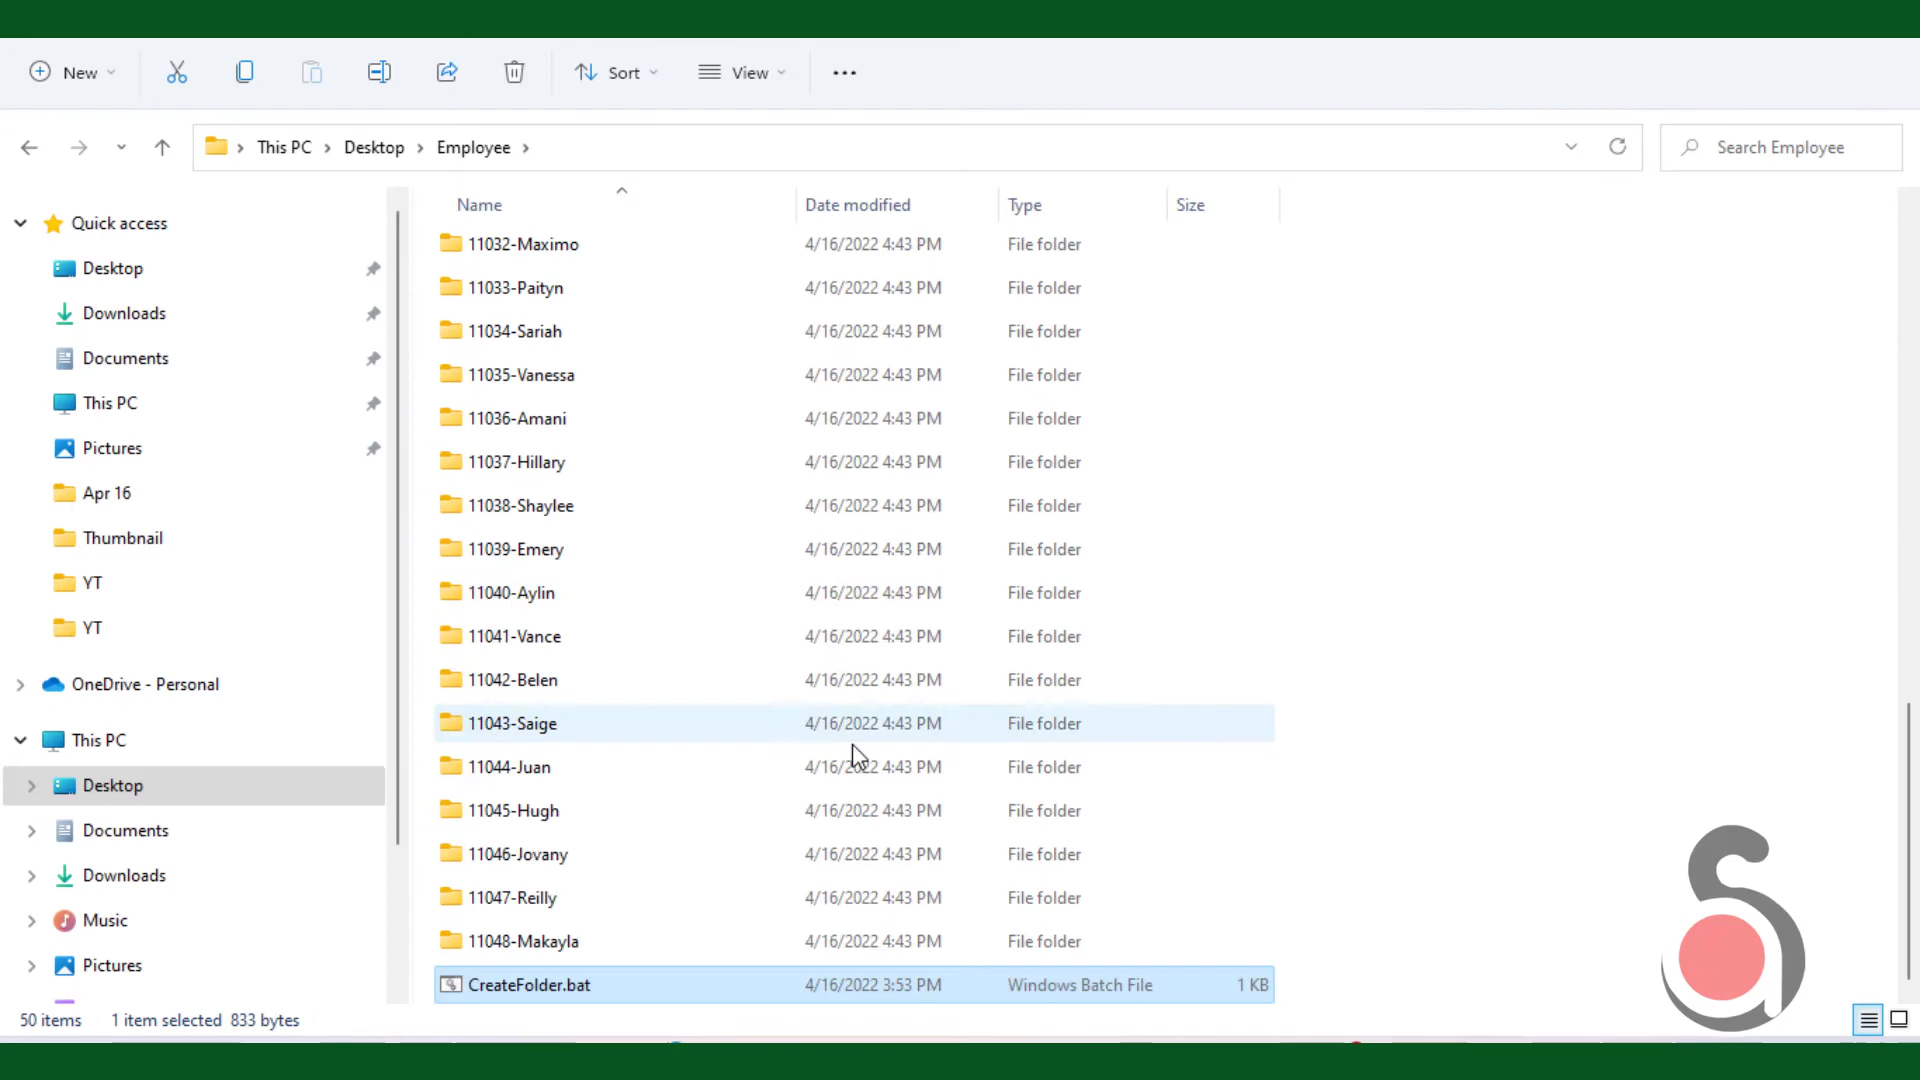 New
Sort
View
This PC > Desktop > Employee >
Search Employee
Quick access
Desktop
Downloads
Documents
This PC
Pictures
Apr 16
Thumbnail
YT
YT
OneDrive - Personal
This PC
Desktop
Documents
Downloads
Music
Pictures
Name Date modified Type Size
11032-Maximo 4/16/2022 4:43 PM File folder
11033-Paityn 4/16/2022 4:43 PM File folder
11034-Sariah 4/16/2022 4:43 PM File folder
11035-Vanessa 4/16/2022 4:43 PM File folder
11036-Amani 4/16/2022 4:43 PM File folder
11037-Hillary 4/16/2022 4:43 PM File folder
11038-Shaylee 4/16/2022 4:43 PM File folder
11039-Emery 4/16/2022 4:43 PM File folder
11040-Aylin 4/16/2022 4:43 PM File folder
11041-Vance 4/16/2022 4:43 PM File folder
11042-Belen 4/16/2022 4:43 PM File folder
11043-Saige 4/16/2022 4:43 PM File folder
11044-Juan 4/16/2022 4:43 PM File folder
11045-Hugh 4/16/2022 4:43 PM File folder
11046-Jovany 4/16/2022 4:43 PM File folder
11047-Reilly 4/16/2022 4:43 PM File folder
11048-Makayla 4/16/2022 4:43 PM File folder
CreateFolder.bat 4/16/2022 3:53 PM Windows Batch File 1 KB
50 items 1 item selected 833 bytes